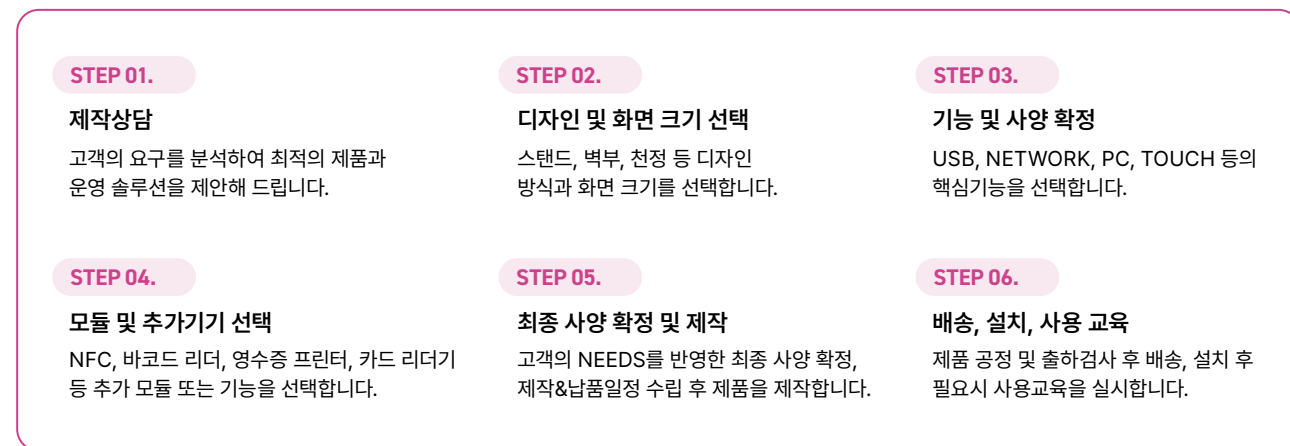 STEP 01.
제작상담
고객의 요구를 분석하여 최적의 제품과
운영 솔루션을 제안해 드립니다.
STEP 02.
디자인 및 화면 크기 선택
스탠드, 벽부, 천정 등 디자인
방식과 화면 크기를 선택합니다.
STEP 03.
기능 및 사양 확정
USB, NETWORK, PC, TOUCH 등의
핵심기능을 선택합니다.
STEP 04.
모듈 및 추가기기 선택
NFC, 바코드 리더, 영수증 프린터, 카드 리더기
등 추가 모듈 또는 기능을 선택합니다.
STEP 05.
최종 사양 확정 및 제작
고객의 NEEDS를 반영한 최종 사양 확정,
제작&납품일정 수립 후 제품을 제작합니다.
STEP 06.
배송, 설치, 사용 교육
제품 공정 및 출하검사 후 배송, 설치 후
필요시 사용교육을 실시합니다.